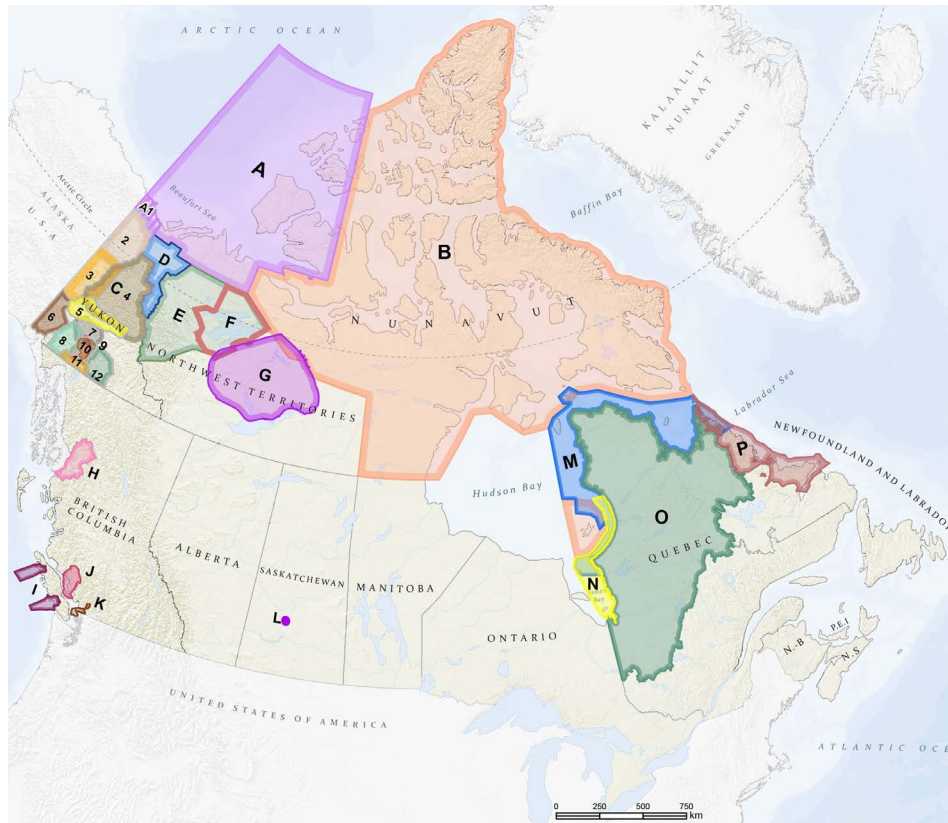 ARCTIC OCEAN
KALAALLIT
NUNAAT
GREENLAND
Arctic Circle
ALASKA
U.S.A
Beaufort Sea
Baffin Bay
A
A1
B
2
3
D
C 4
YUKON
5
6
E
F
7
8
9
10
11
12
G
NUNAVUT
NORTHWEST TERRITORIES
Labrador Sea
NEWFOUNDLAND AND LABRADOR
H
M
P
O
Hudson Bay
BRITISH
COLUMBIA
ALBERTA
SASKATCHEWAN
MANITOBA
QUEBEC
I
J
K
L
N
James
Bay
ONTARIO
P.E.I
N.-B
N.S
UNITED STATES OF AMERICA
ATLANTIC OCE
0 250 500 750
km